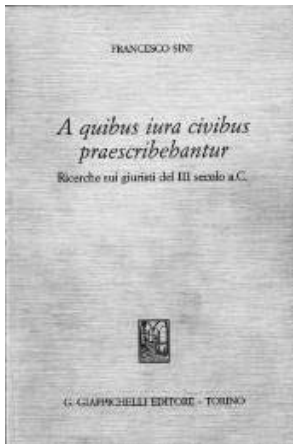 FRANCESCO SINI
A quibus iura civibus
praescribebantur
Ricerche sui giuristi del III secolo a.C.
G. GIAPPICHELLI EDITORE - TORINO